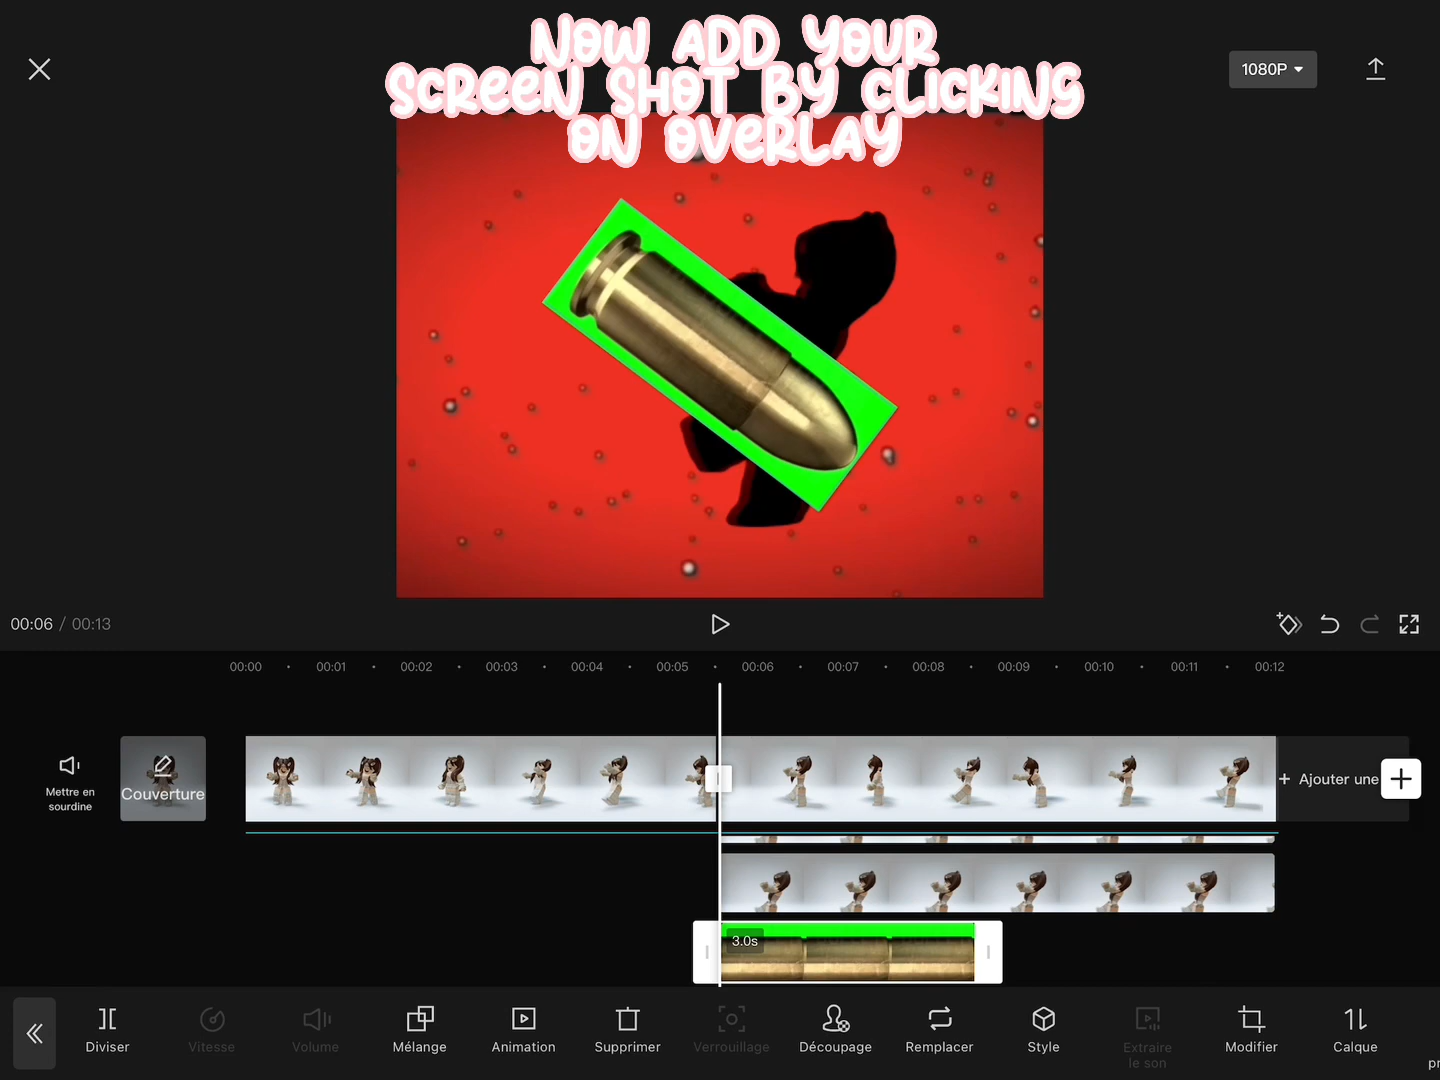 NOW ADD YOUR
SCREEN SHOT BY CLICKING
ON OVERLAY
1080P
00:06 / 00:13
00:00 00:01 00:02 00:03 00:04 00:05 00:06 00:07 00:08 00:09 00:10 00:11 00:12
Mettre en
sourdine
Couverture
+ Ajouter une
3.0s
Diviser Vitesse Volume Mélange Animation Supprimer Verrouillage Découpage Remplacer Style Extraire
le son Modifier Calque